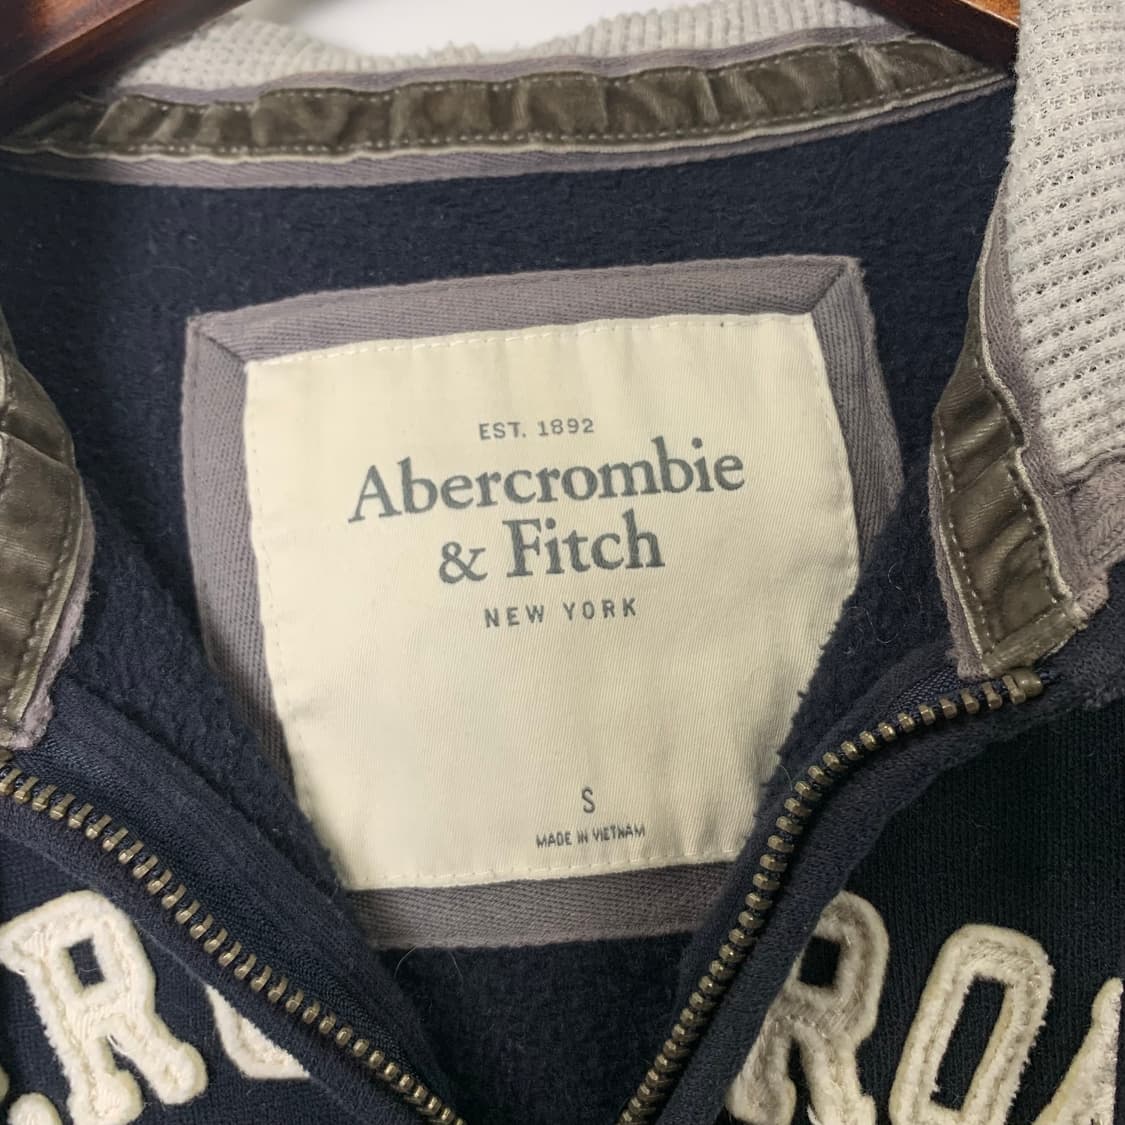 EST. 1892
Abercrombie
& Fitch
NEW YORK
S
MADE IN VIETNAM